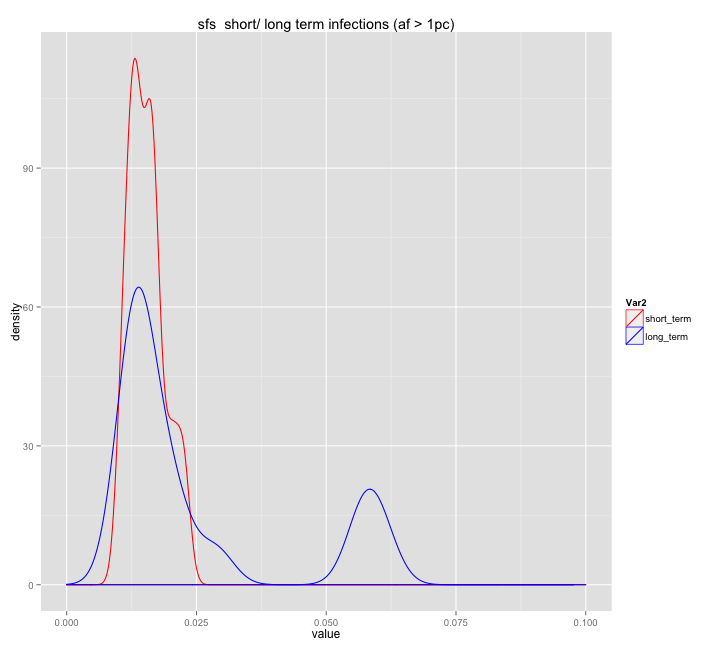 sfs  short/ long term infections (af > 1pc)
90
60
30
0
density
0.000
0.025
0.050
0.075
0.100
value
Var2
short_term
long_term